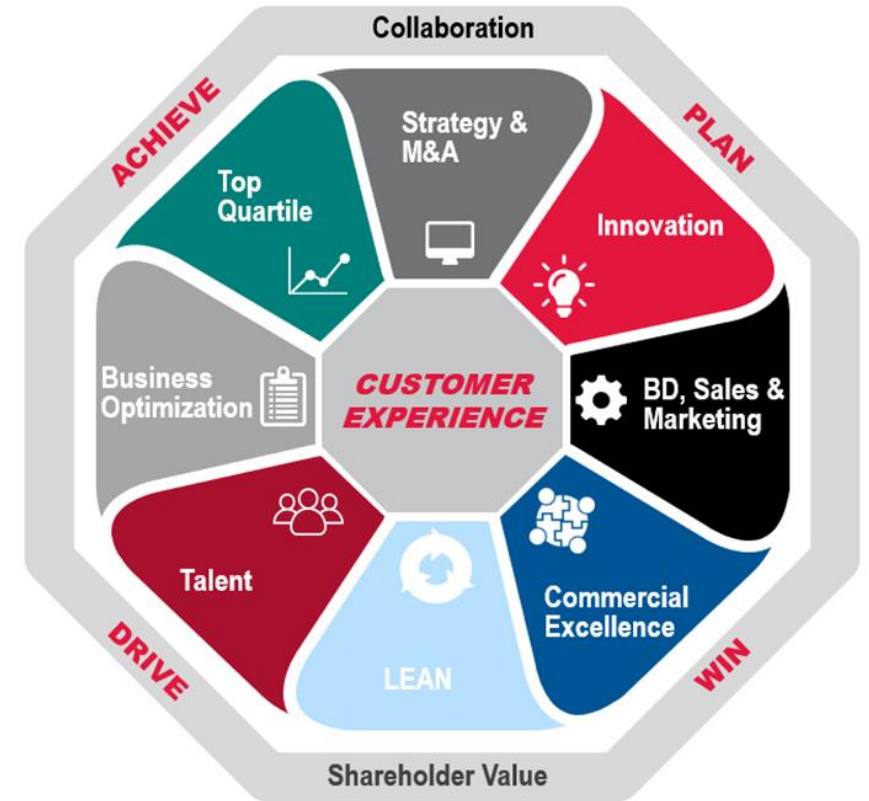 Collaboration
ACHIEVE
PLAN
Strategy &
M&A
Top
Quartile
Innovation
Business
Optimization
CUSTOMER
EXPERIENCE
BD, Sales &
Marketing
Talent
Commercial
Excellence
LEAN
DRIVE
WIN
Shareholder Value